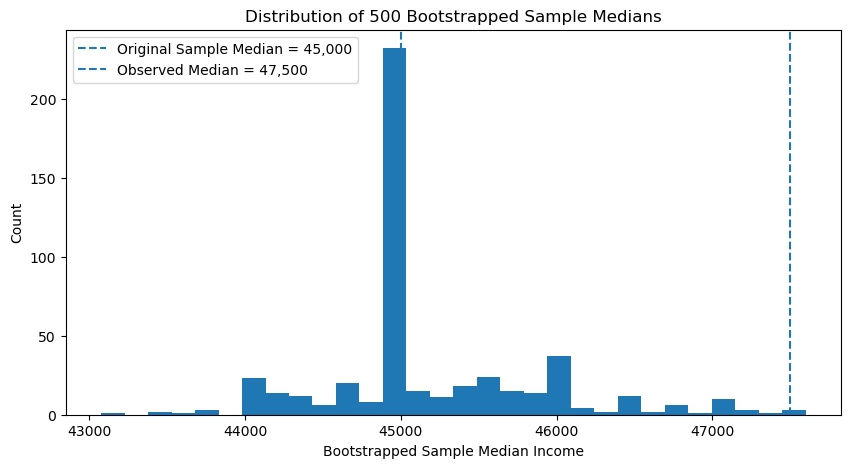 Distribution of 500 Bootstrapped Sample Medians
Original Sample Median = 45,000
Observed Median = 47,500
200
150
100
50
0
Count
43000 44000 45000 46000 47000
Bootstrapped Sample Median Income